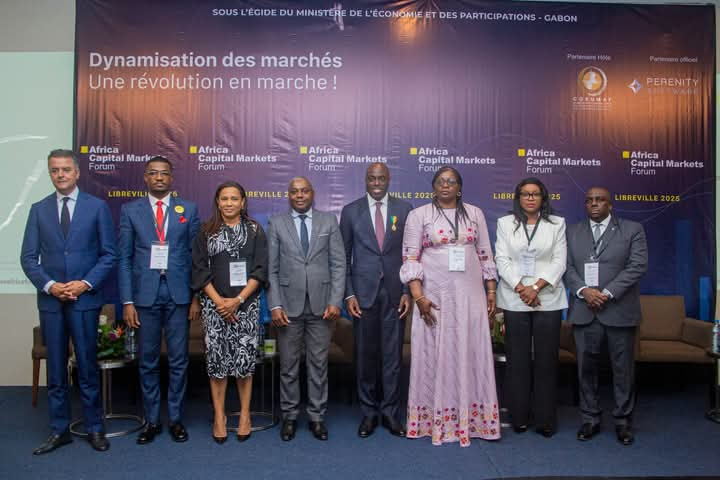 SOUS L'ÉGIDE DU MINISTÈRE DE L'ÉCONOMIE ET DES PARTICIPATIONS - GABON
Dynamisation des marchés
Une révolution en marche !
Partenaire Hôte
Partenaire officiel
COSUMAF
PERENITY
SOFTWARE
Africa
Capital Markets
Forum
Africa
Capital Markets
Forum
Africa
Capital Markets
Forum
Africa
Capital Markets
Forum
Africa
Capital Markets
Forum
Africa
Capital Markets
Forum
LIBREVILLE 2025
LIBREVILLE 2025
LIBREVILLE 2025